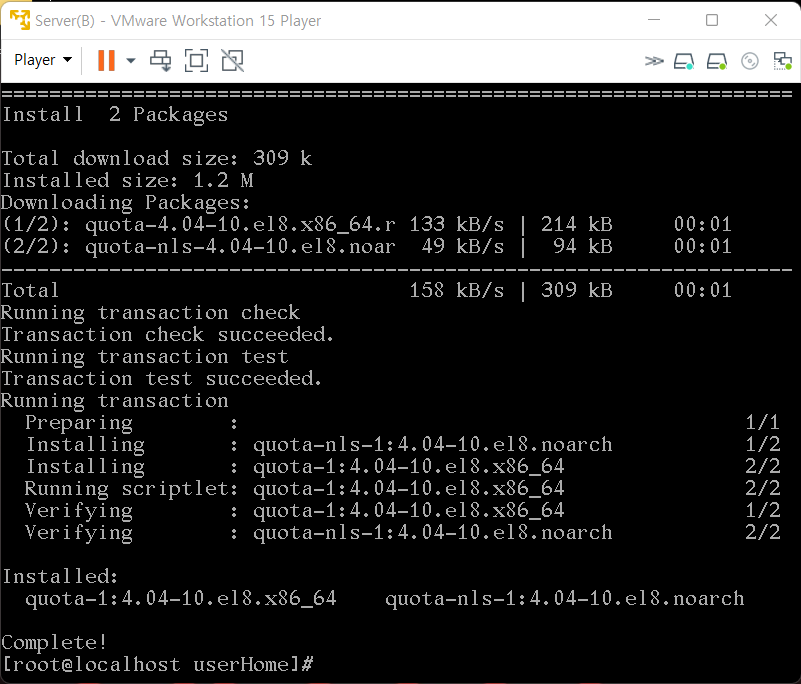 Server(B) - VMware Workstation 15 Player
Player
================================================================
Install  2 Packages
Total download size: 309 k
Installed size: 1.2 M
Downloading Packages:
(1/2): quota-4.04-10.el8.x86_64.r 133 kB/s | 214 kB     00:01
(2/2): quota-nls-4.04-10.el8.noar  49 kB/s |  94 kB     00:01
----------------------------------------------------------------
Total                             158 kB/s | 309 kB     00:01
Running transaction check
Transaction check succeeded.
Running transaction test
Transaction test succeeded.
Running transaction
  Preparing        :                                          1/1
  Installing       : quota-nls-1:4.04-10.el8.noarch           1/2
  Installing       : quota-1:4.04-10.el8.x86_64               2/2
  Running scriptlet: quota-1:4.04-10.el8.x86_64               2/2
  Verifying        : quota-1:4.04-10.el8.x86_64               1/2
  Verifying        : quota-nls-1:4.04-10.el8.noarch           2/2
Installed:
  quota-1:4.04-10.el8.x86_64    quota-nls-1:4.04-10.el8.noarch
Complete!
[root@localhost userHome]#